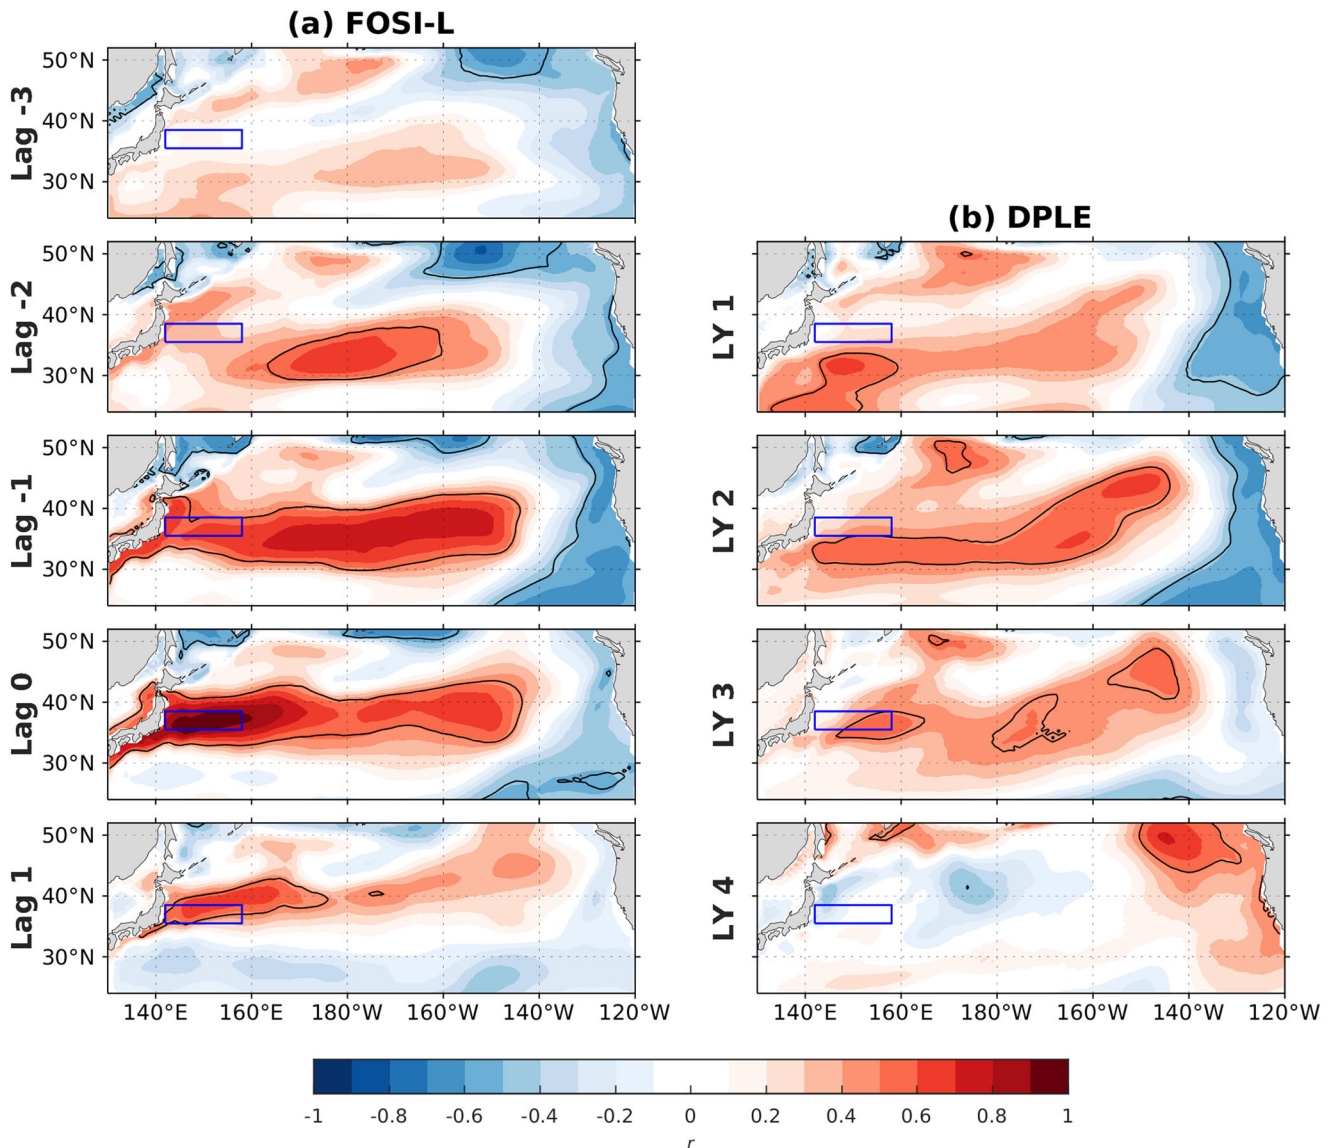 (a) FOSI-L
Lag -3
50°N
40°N
30°N
Lag -2
50°N
40°N
30°N
Lag -1
50°N
40°N
30°N
Lag 0
50°N
40°N
30°N
Lag 1
50°N
40°N
30°N
140°E 160°E 180°W 160°W 140°W 120°W
(b) DPLE
LY 1
LY 2
LY 3
LY 4
140°E 160°E 180°W 160°W 140°W 120°W
-1 -0.8 -0.6 -0.4 -0.2 0 0.2 0.4 0.6 0.8 1
r